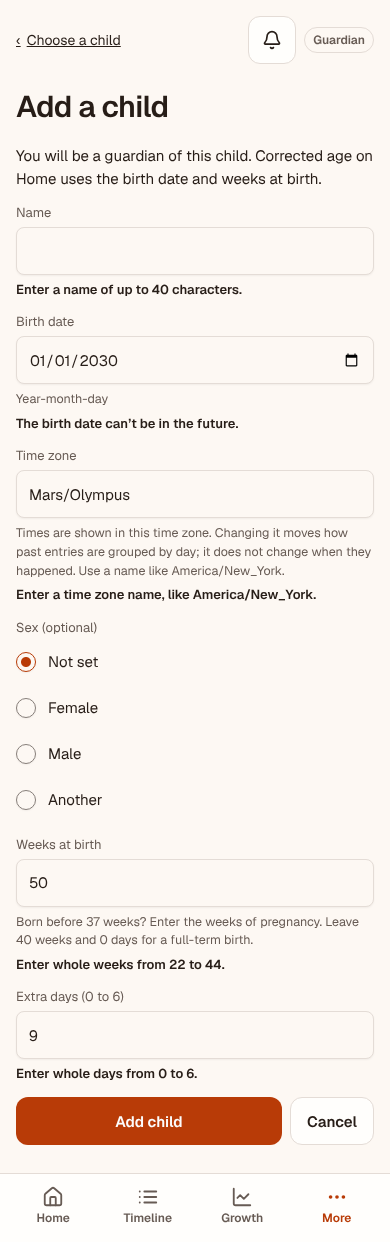 ‹ Choose a child
Guardian
Add a child
You will be a guardian of this child. Corrected age on
Home uses the birth date and weeks at birth.
Name
Enter a name of up to 40 characters.
Birth date
01/01/2030
Year-month-day
The birth date can’t be in the future.
Time zone
Mars/Olympus
Times are shown in this time zone. Changing it moves how
past entries are grouped by day; it does not change when they
happened. Use a name like America/New_York.
Enter a time zone name, like America/New_York.
Sex (optional)
Not set
Female
Male
Another
Weeks at birth
50
Born before 37 weeks? Enter the weeks of pregnancy. Leave
40 weeks and 0 days for a full-term birth.
Enter whole weeks from 22 to 44.
Extra days (0 to 6)
9
Enter whole days from 0 to 6.
Add child
Cancel
Home
Timeline
Growth
More